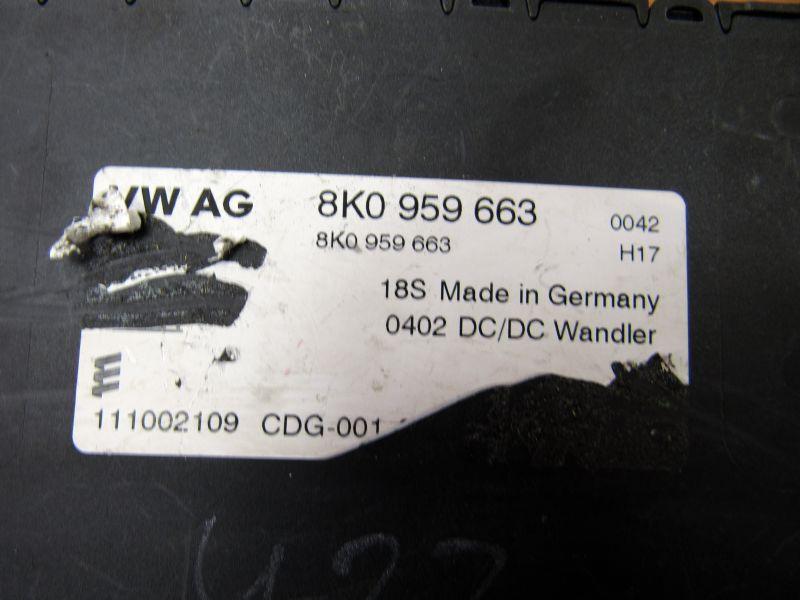 VW AG
8K0 959 663 0042
8K0 959 663 H17
18S Made in Germany
0402 DC/DC Wandler
111002109 CDG-001